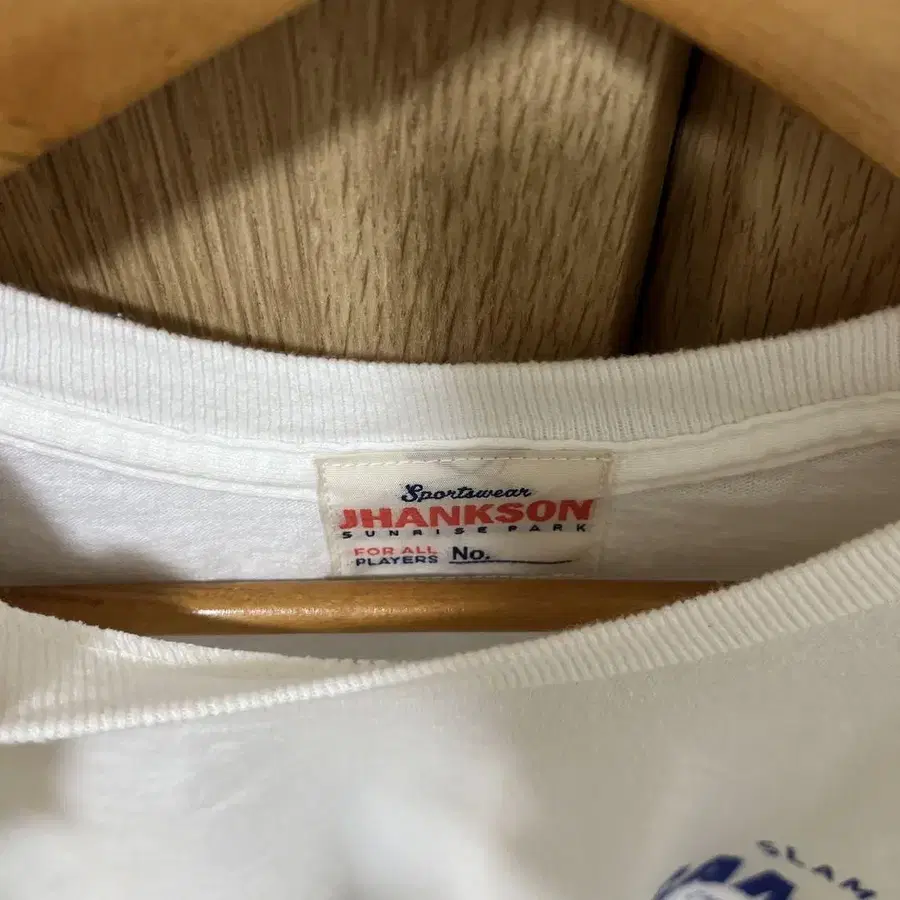 Sportswear
JHANKSON
SUNRISE PARK
FOR ALL
PLAYERS No.
SLAM